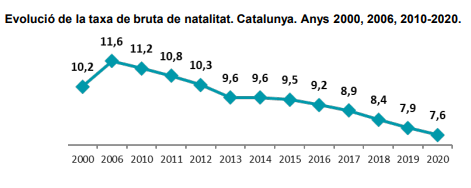 Evolució de la taxa de bruta de natalitat. Catalunya. Anys 2000, 2006, 2010-2020.
10,2 11,6 11,2 10,8 10,3 9,6 9,6 9,5 9,2 8,9 8,4 7,9 7,6
2000 2006 2010 2011 2012 2013 2014 2015 2016 2017 2018 2019 2020